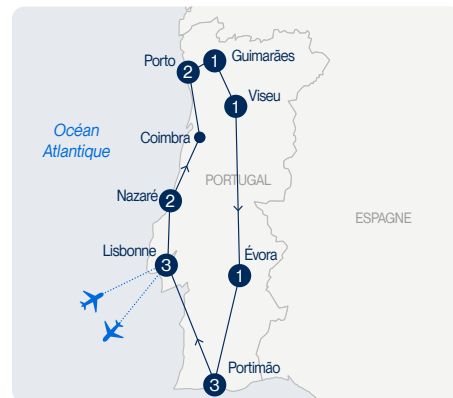 Porto
2
1
Guimarães
1
Viseu
Océan
Atlantique
Coimbra
PORTUGAL
Nazaré
2
ESPAGNE
Lisbonne
3
Évora
1
Portimão
3